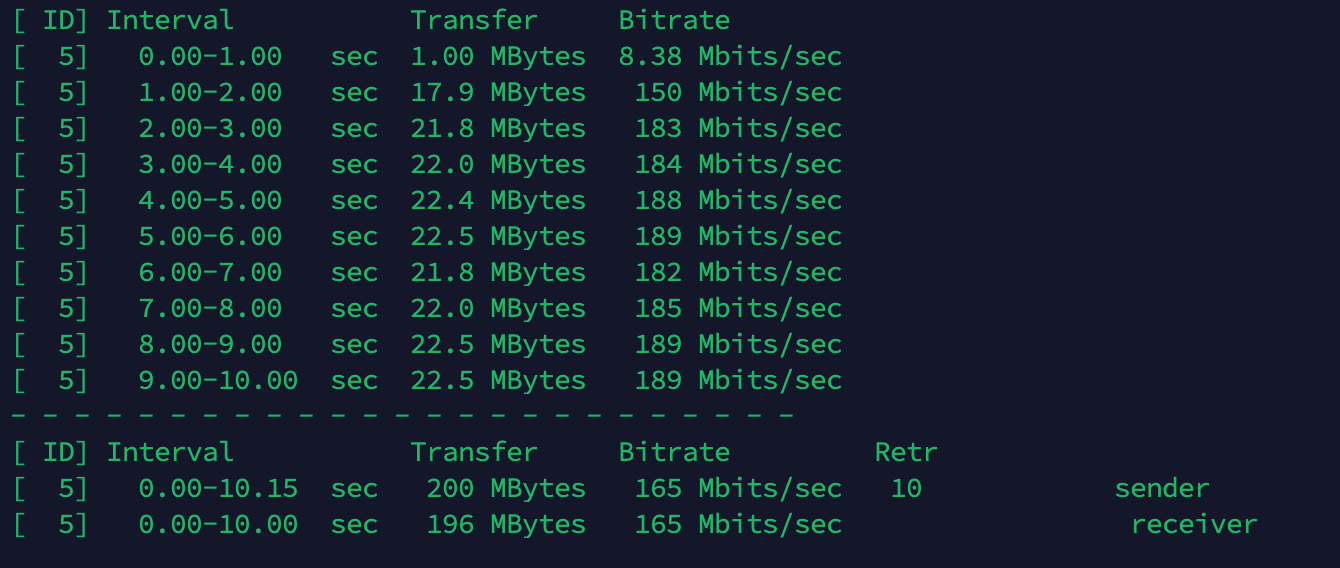 [ ID] Interval           Transfer     Bitrate
[  5]   0.00-1.00   sec  1.00 MBytes  8.38 Mbits/sec
[  5]   1.00-2.00   sec  17.9 MBytes   150 Mbits/sec
[  5]   2.00-3.00   sec  21.8 MBytes   183 Mbits/sec
[  5]   3.00-4.00   sec  22.0 MBytes   184 Mbits/sec
[  5]   4.00-5.00   sec  22.4 MBytes   188 Mbits/sec
[  5]   5.00-6.00   sec  22.5 MBytes   189 Mbits/sec
[  5]   6.00-7.00   sec  21.8 MBytes   182 Mbits/sec
[  5]   7.00-8.00   sec  22.0 MBytes   185 Mbits/sec
[  5]   8.00-9.00   sec  22.5 MBytes   189 Mbits/sec
[  5]   9.00-10.00  sec  22.5 MBytes   189 Mbits/sec
- - - - - - - - - - - - - - - - - - - - - - - - -
[ ID] Interval           Transfer     Bitrate         Retr
[  5]   0.00-10.15  sec   200 MBytes   165 Mbits/sec   10            sender
[  5]   0.00-10.00  sec   196 MBytes   165 Mbits/sec                  receiver